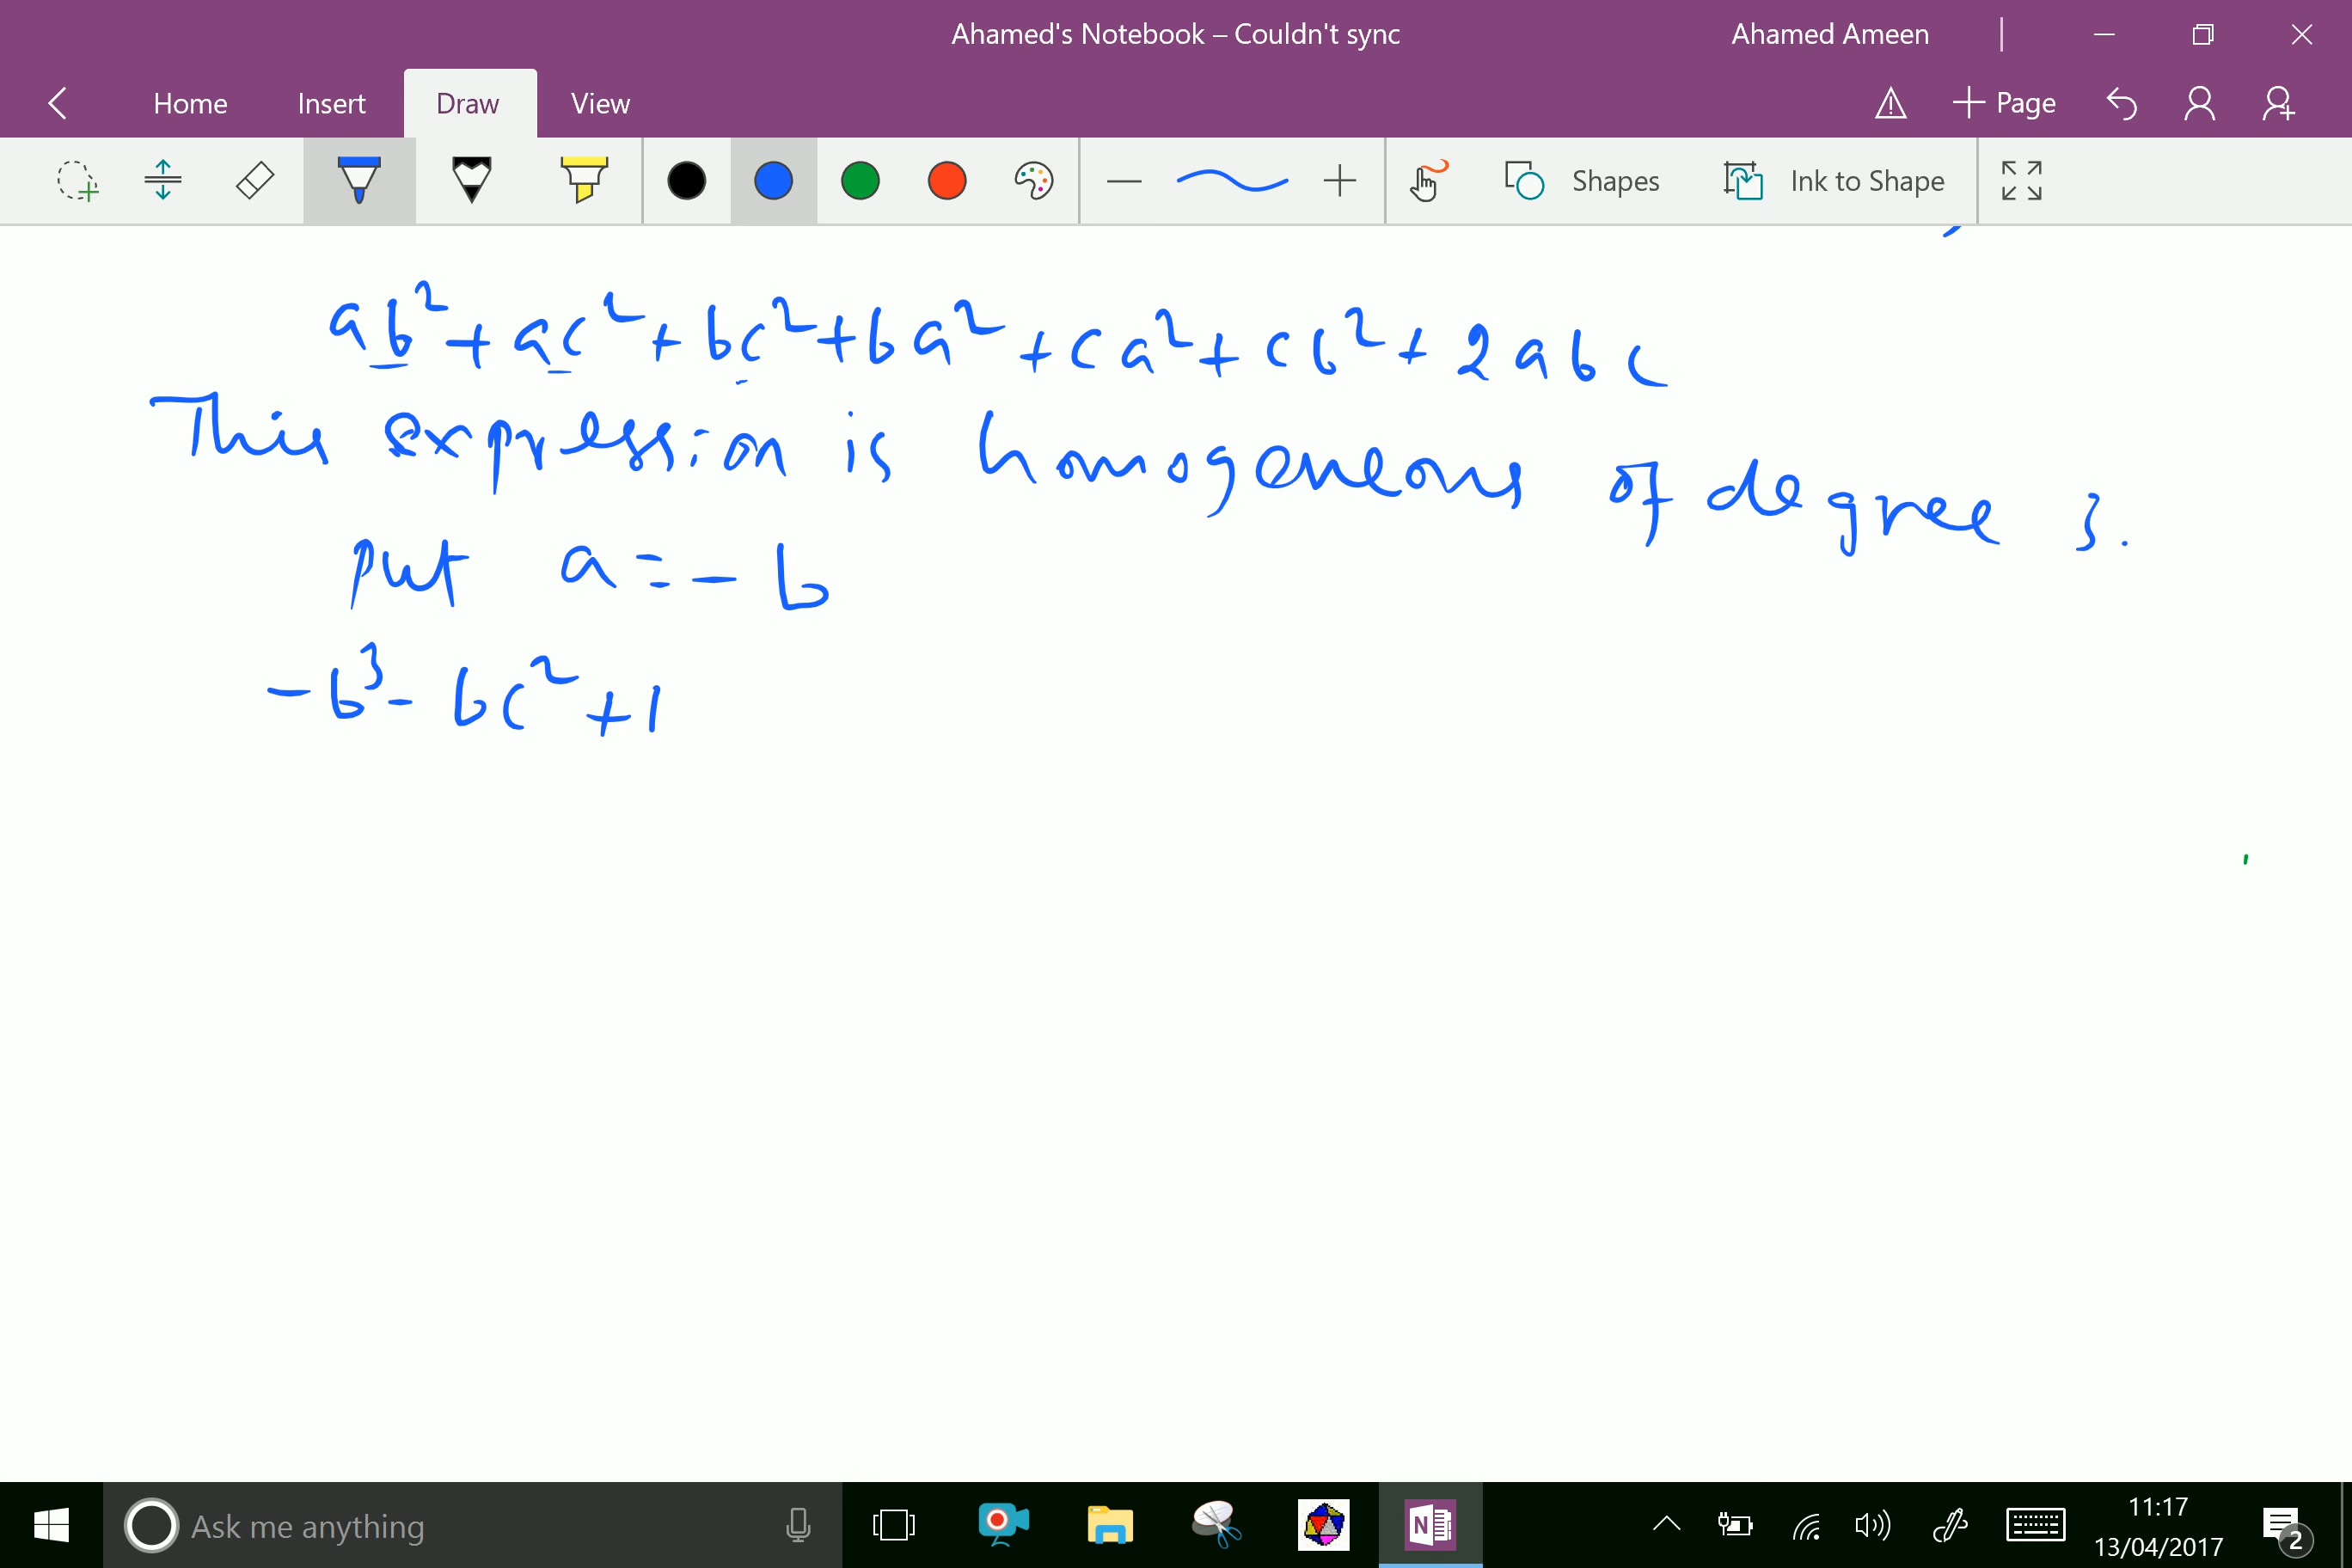 Ahamed's Notebook – Couldn't sync
Ahamed Ameen
Home Insert Draw View
Page
Shapes Ink to Shape
ab² + ac² + bc² + ba² + ca² + cb² + 2abc
This expression is homogeneous of degree 3.
put a = - b
- b³ - bc² + 1
Ask me anything
N
11:17
13/04/2017
2